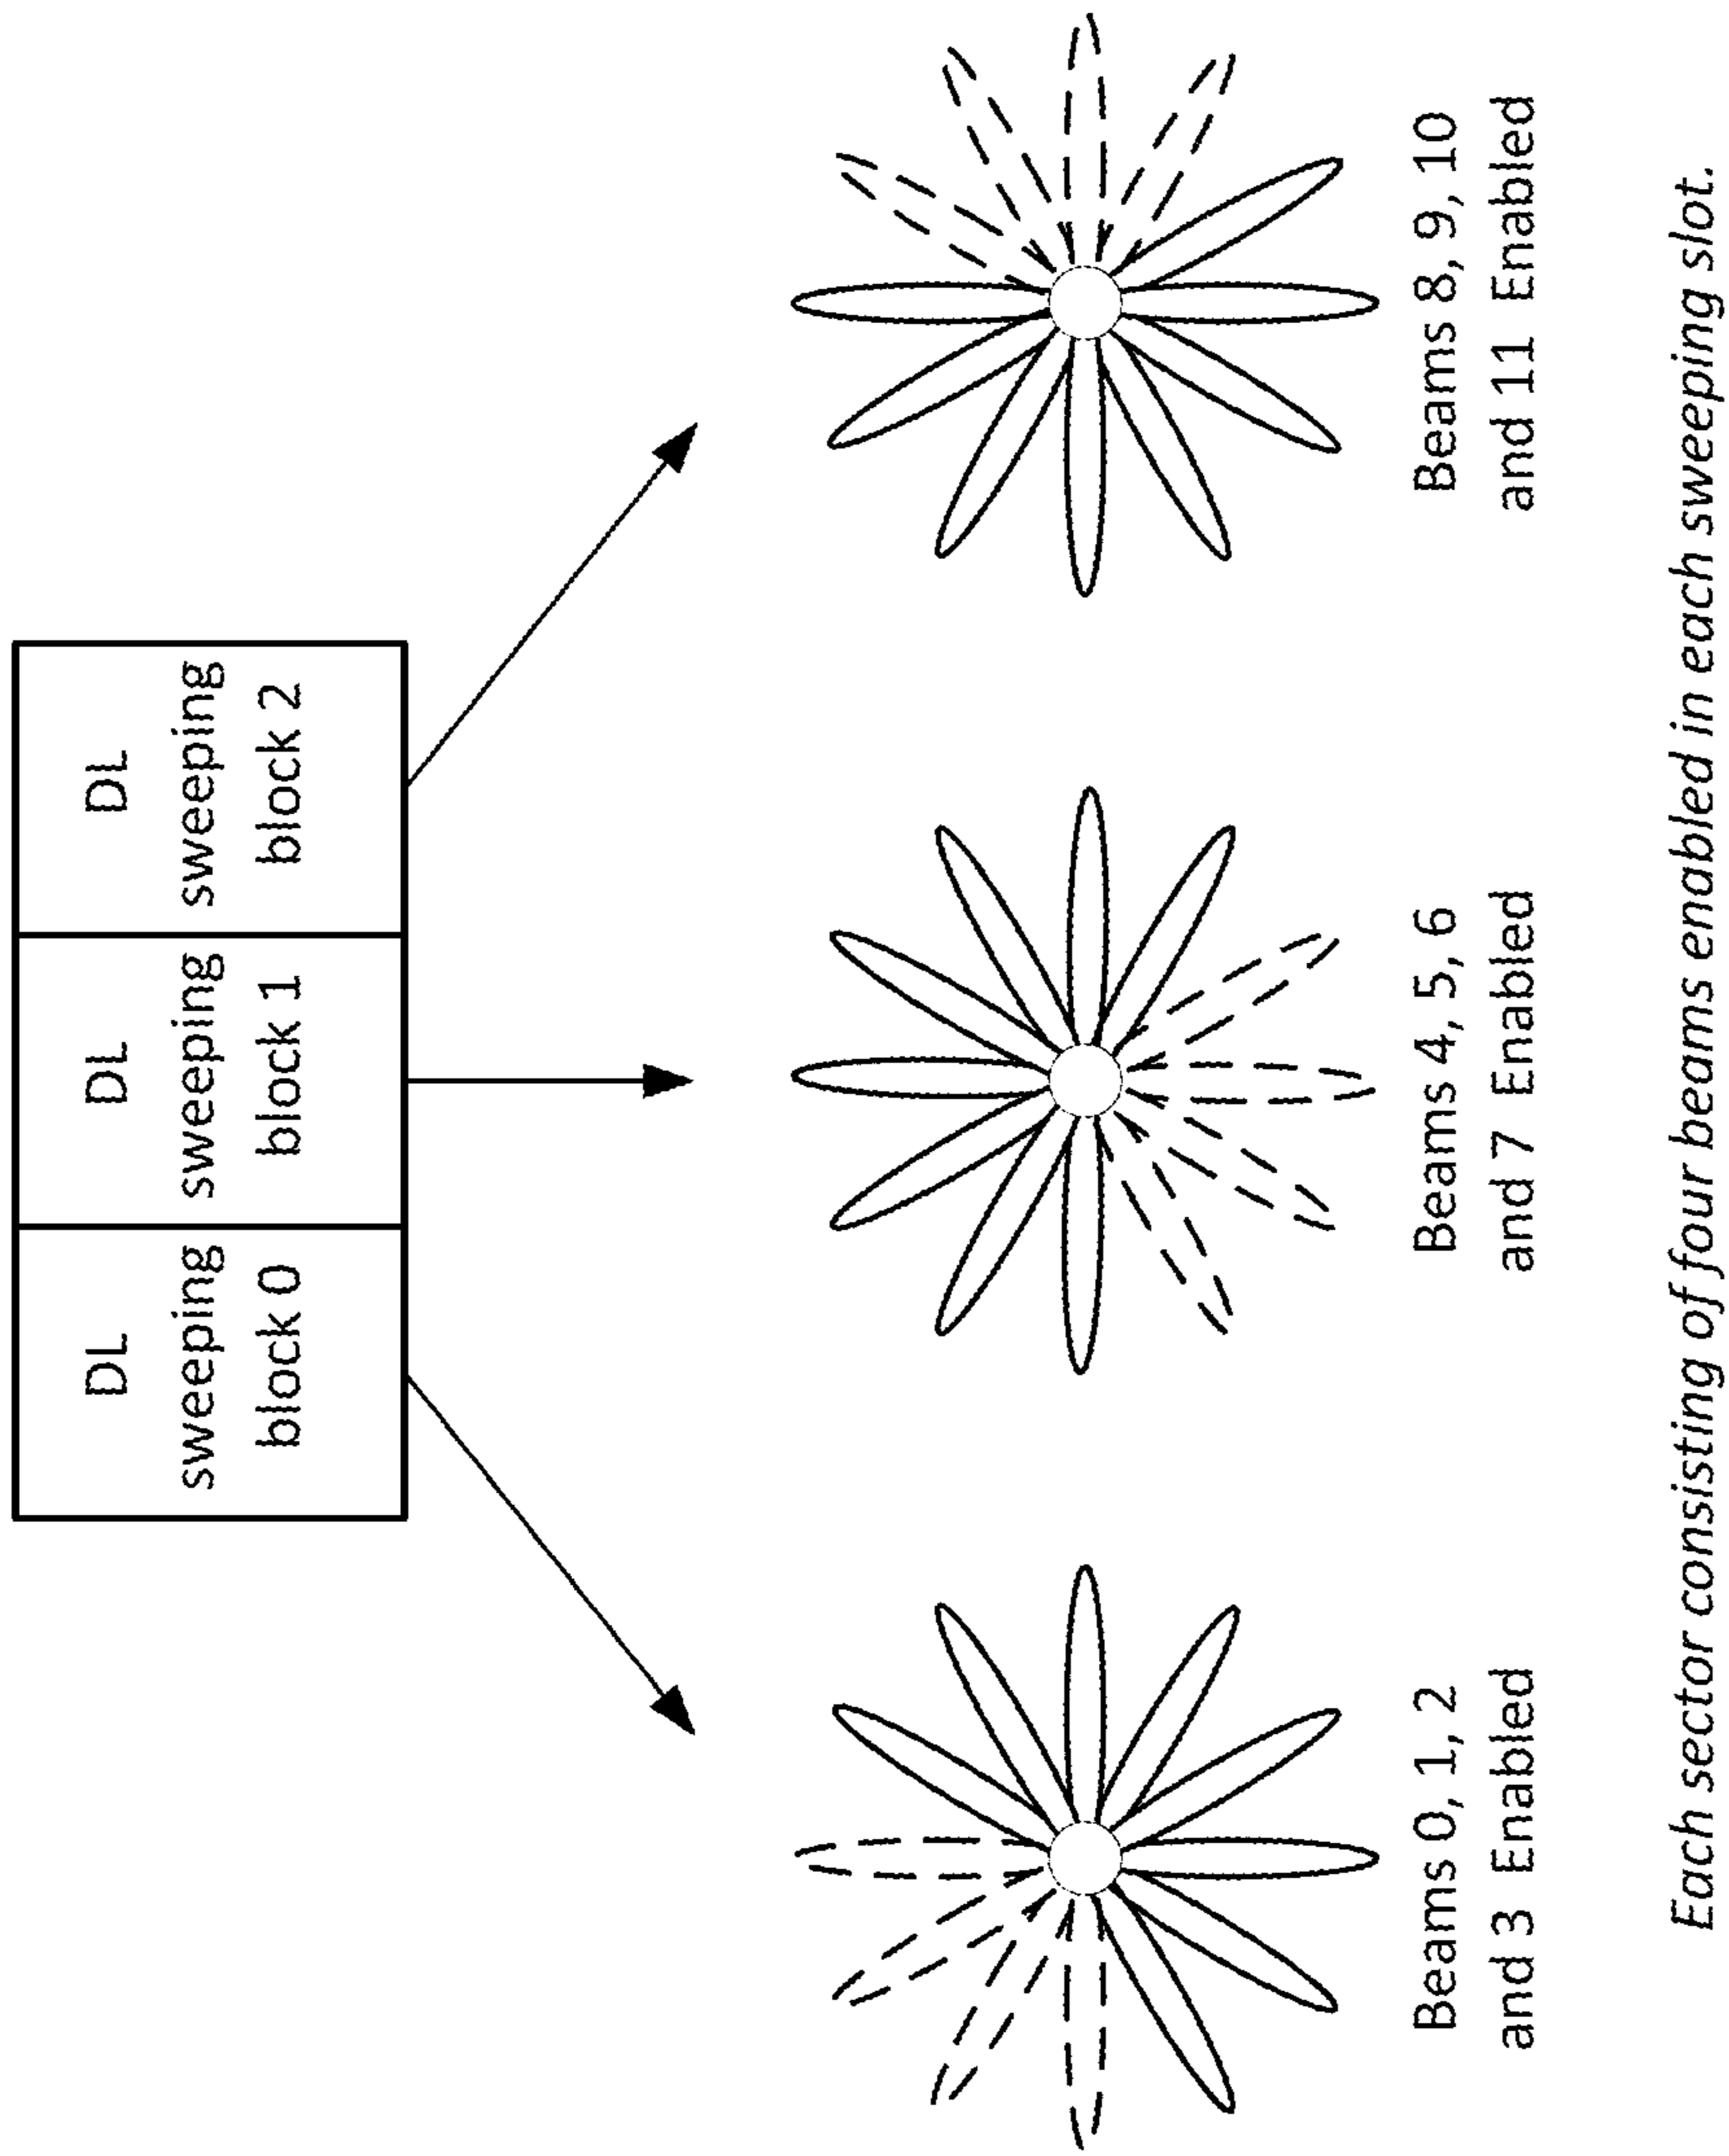 DL
sweeping
block 0
DL
sweeping
block 1
DL
sweeping
block 2
Beams 0, 1, 2
and 3 Enabled
Beams 4, 5, 6
and 7 Enabled
Beams 8, 9, 10
and 11 Enabled
Each sector consisting of four beams enabled in each sweeping slot.